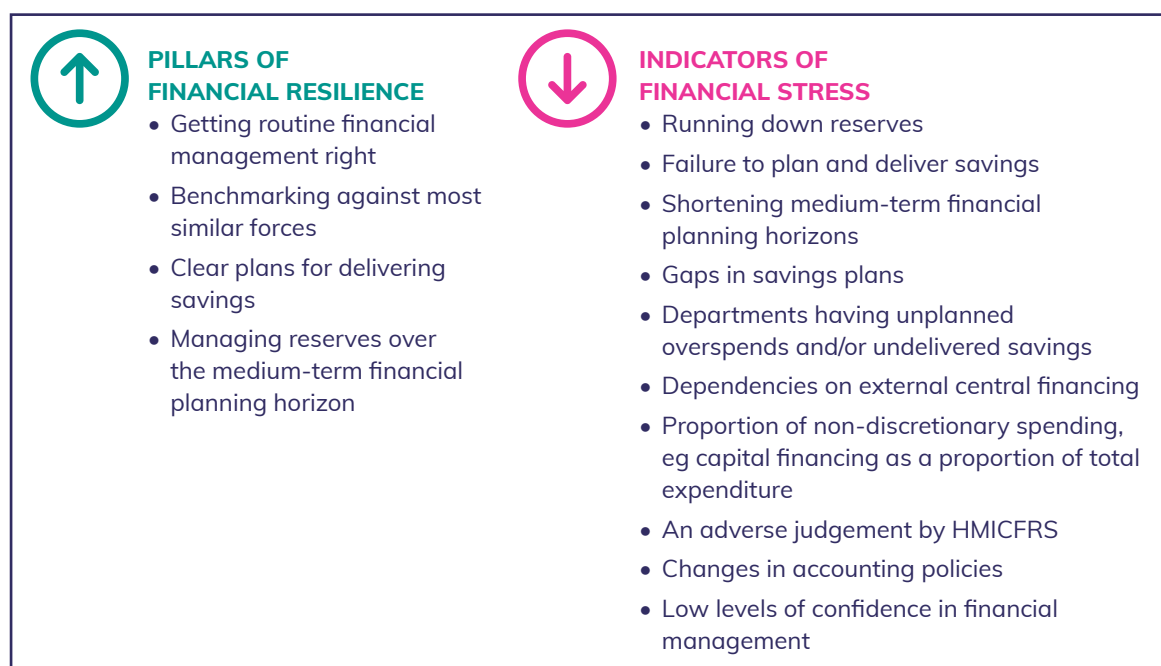 PILLARS OF
FINANCIAL RESILIENCE
• Getting routine financial
management right
• Benchmarking against most
similar forces
• Clear plans for delivering
savings
• Managing reserves over
the medium-term financial
planning horizon
INDICATORS OF
FINANCIAL STRESS
• Running down reserves
• Failure to plan and deliver savings
• Shortening medium-term financial
planning horizons
• Gaps in savings plans
• Departments having unplanned
overspends and/or undelivered savings
• Dependencies on external central financing
• Proportion of non-discretionary spending,
eg capital financing as a proportion of total
expenditure
• An adverse judgement by HMICFRS
• Changes in accounting policies
• Low levels of confidence in financial
management